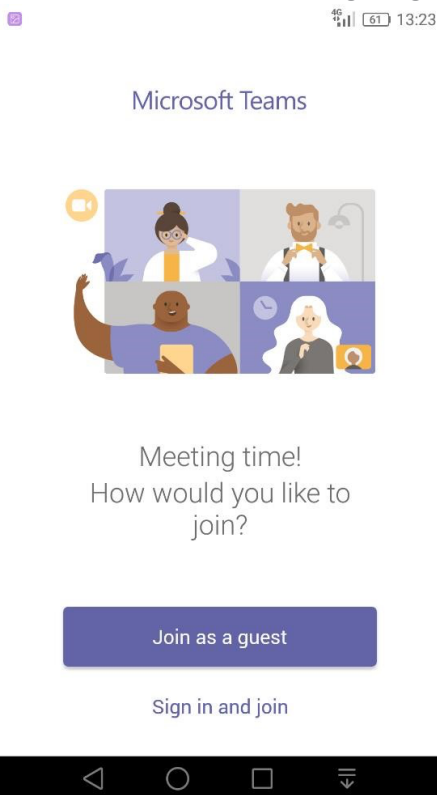 4G 61 13:23
Microsoft Teams
Meeting time!
How would you like to
join?
Join as a guest
Sign in and join